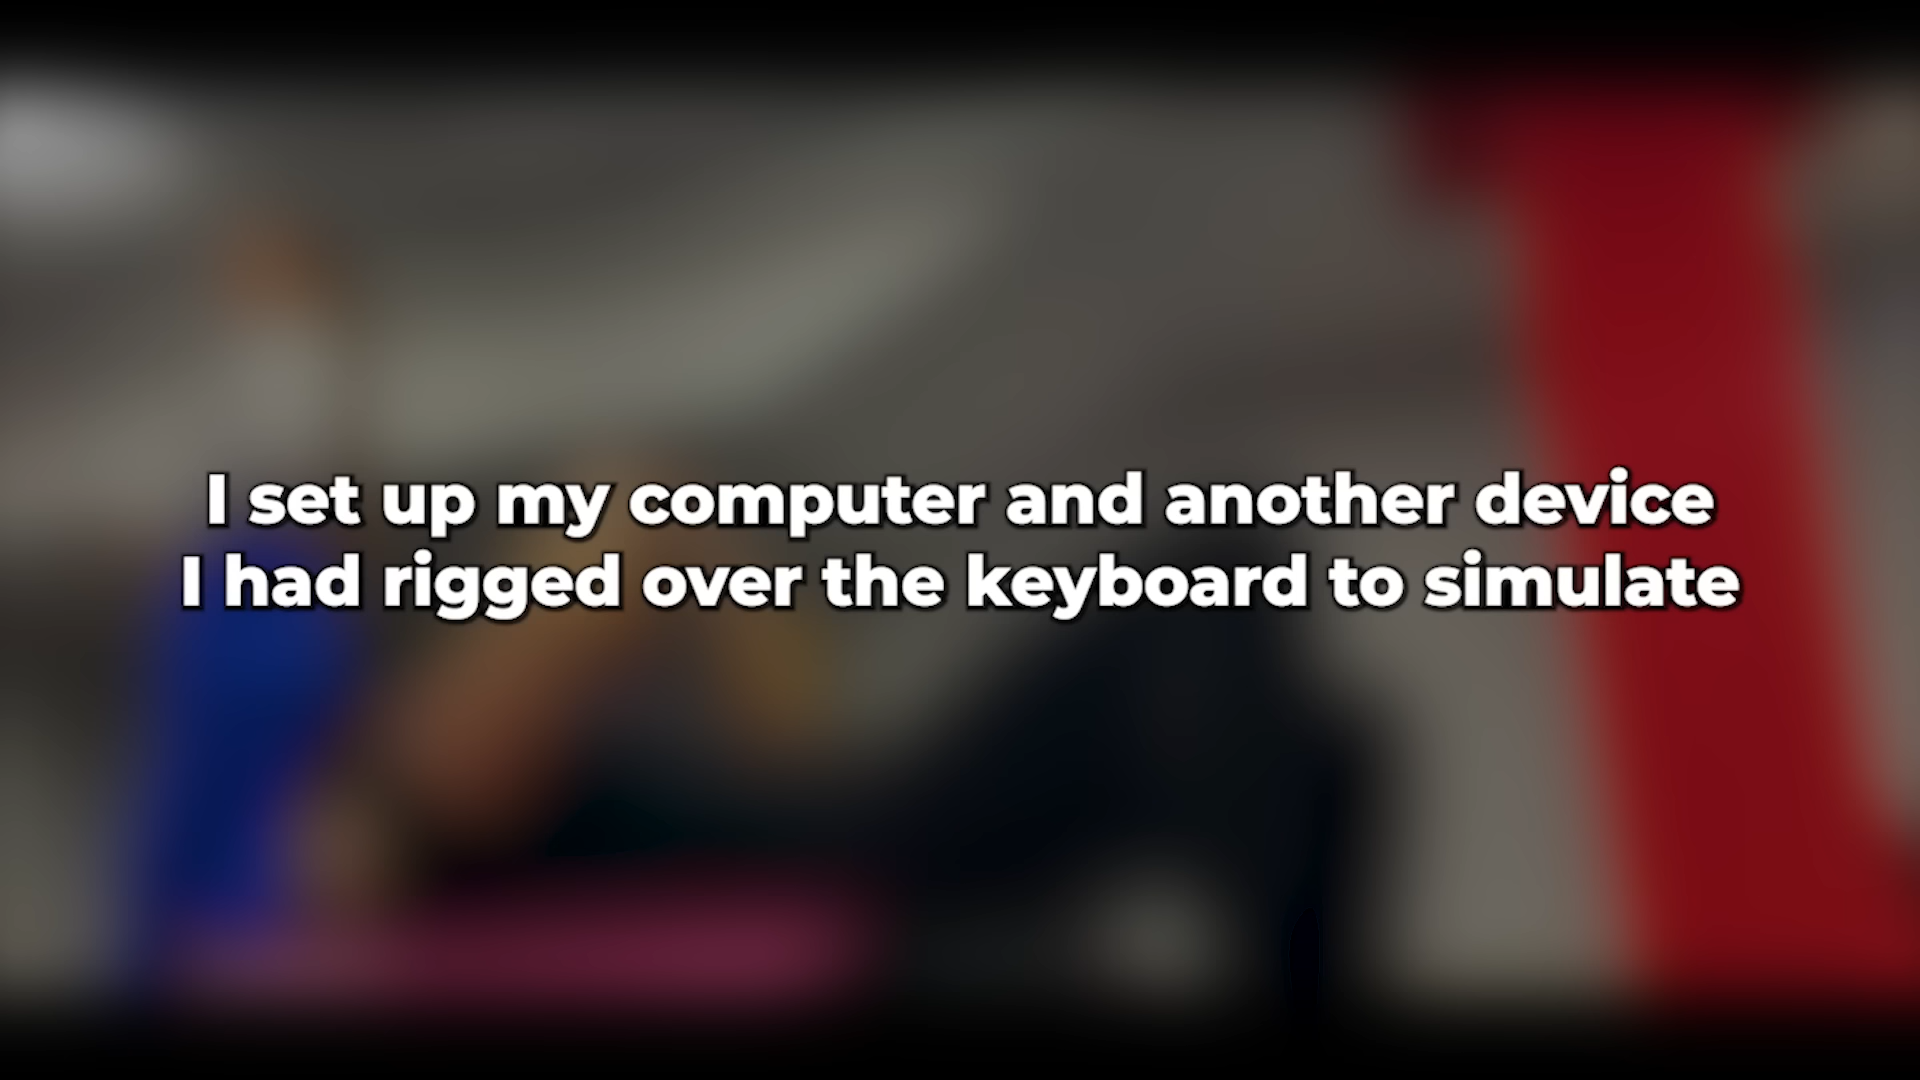 I set up my computer and another device
I had rigged over the keyboard to simulate